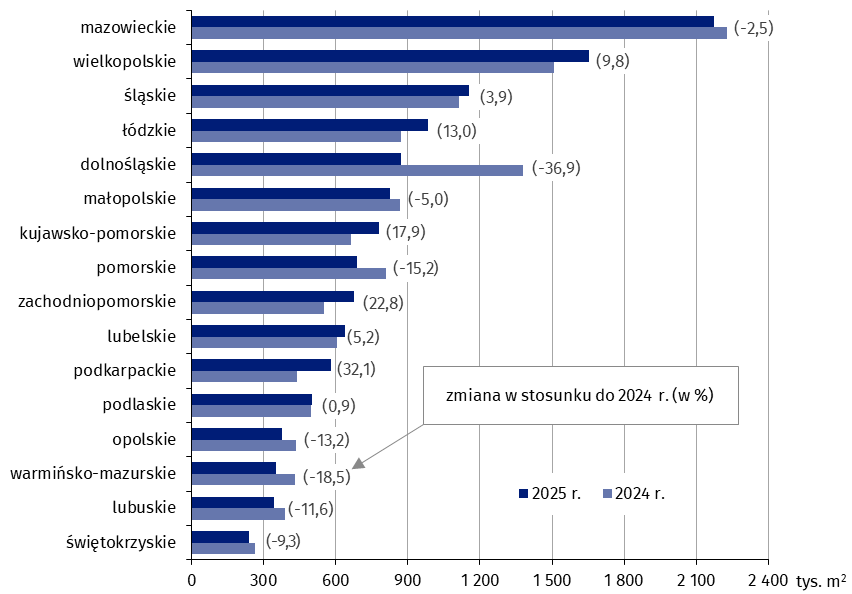 mazowieckie (-2,5)
wielkopolskie (9,8)
śląskie (3,9)
łódzkie (13,0)
dolnośląskie (-36,9)
małopolskie (-5,0)
kujawsko-pomorskie (17,9)
pomorskie (-15,2)
zachodniopomorskie (22,8)
lubelskie (5,2)
podkarpackie (32,1)
zmiana w stosunku do 2024 r. (w %)
podlaskie (0,9)
opolskie (-13,2)
warmińsko-mazurskie (-18,5)
2025 r. 2024 r.
lubuskie (-11,6)
świętokrzyskie (-9,3)
0 300 600 900 1 200 1 500 1 800 2 100 2 400 tys. m²